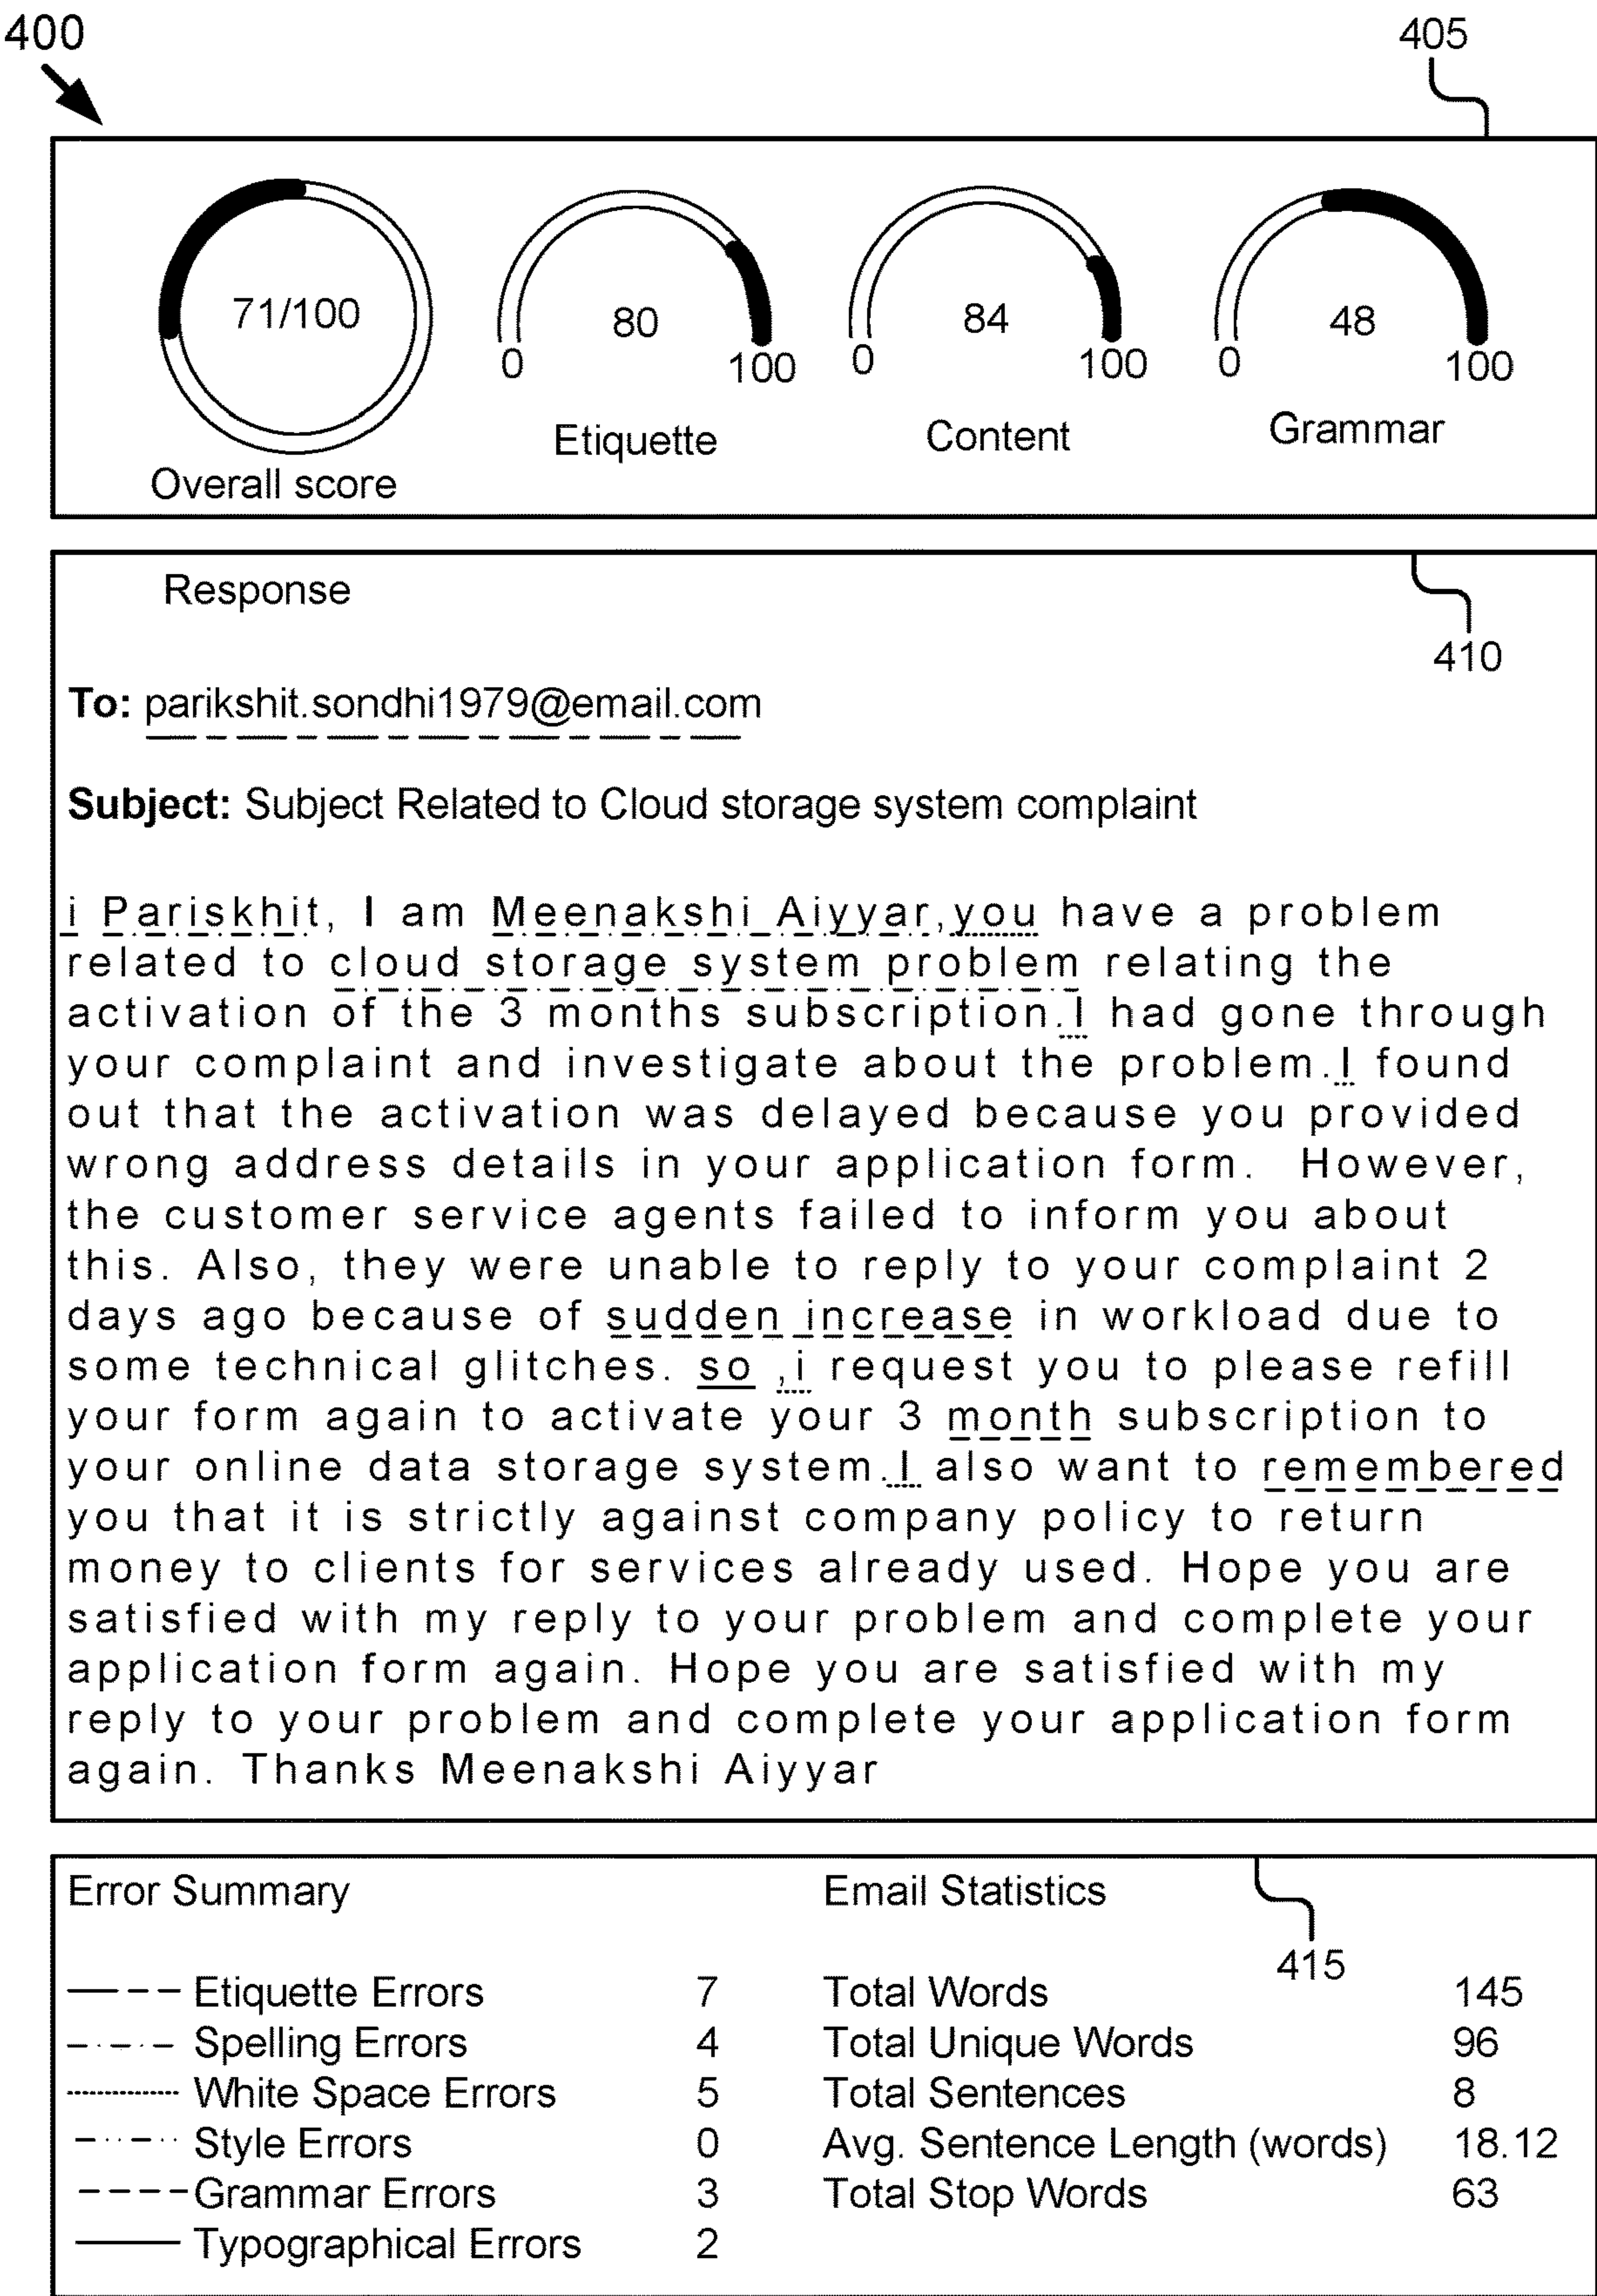 400
405
71/100
80
84
48
0
100
0
100
0
100
Overall score
Etiquette
Content
Grammar
Response
410
To: parikshit.sondhi1979@email.com
Subject: Subject Related to Cloud storage system complaint
i Pariskhit, I am Meenakshi Aiyyar,you have a problem
related to cloud storage system problem relating the
activation of the 3 months subscription.I had gone through
your complaint and investigate about the problem.I found
out that the activation was delayed because you provided
wrong address details in your application form. However,
the customer service agents failed to inform you about
this. Also, they were unable to reply to your complaint 2
days ago because of sudden increase in workload due to
some technical glitches. so ,i request you to please refill
your form again to activate your 3 month subscription to
your online data storage system.I also want to remembered
you that it is strictly against company policy to return
money to clients for services already used. Hope you are
satisfied with my reply to your problem and complete your
application form again. Hope you are satisfied with my
reply to your problem and complete your application form
again. Thanks Meenakshi Aiyyar
Error Summary
Etiquette Errors 7
Spelling Errors 4
White Space Errors 5
Style Errors 0
Grammar Errors 3
Typographical Errors 2
Email Statistics
415
Total Words 145
Total Unique Words 96
Total Sentences 8
Avg. Sentence Length (words) 18.12
Total Stop Words 63